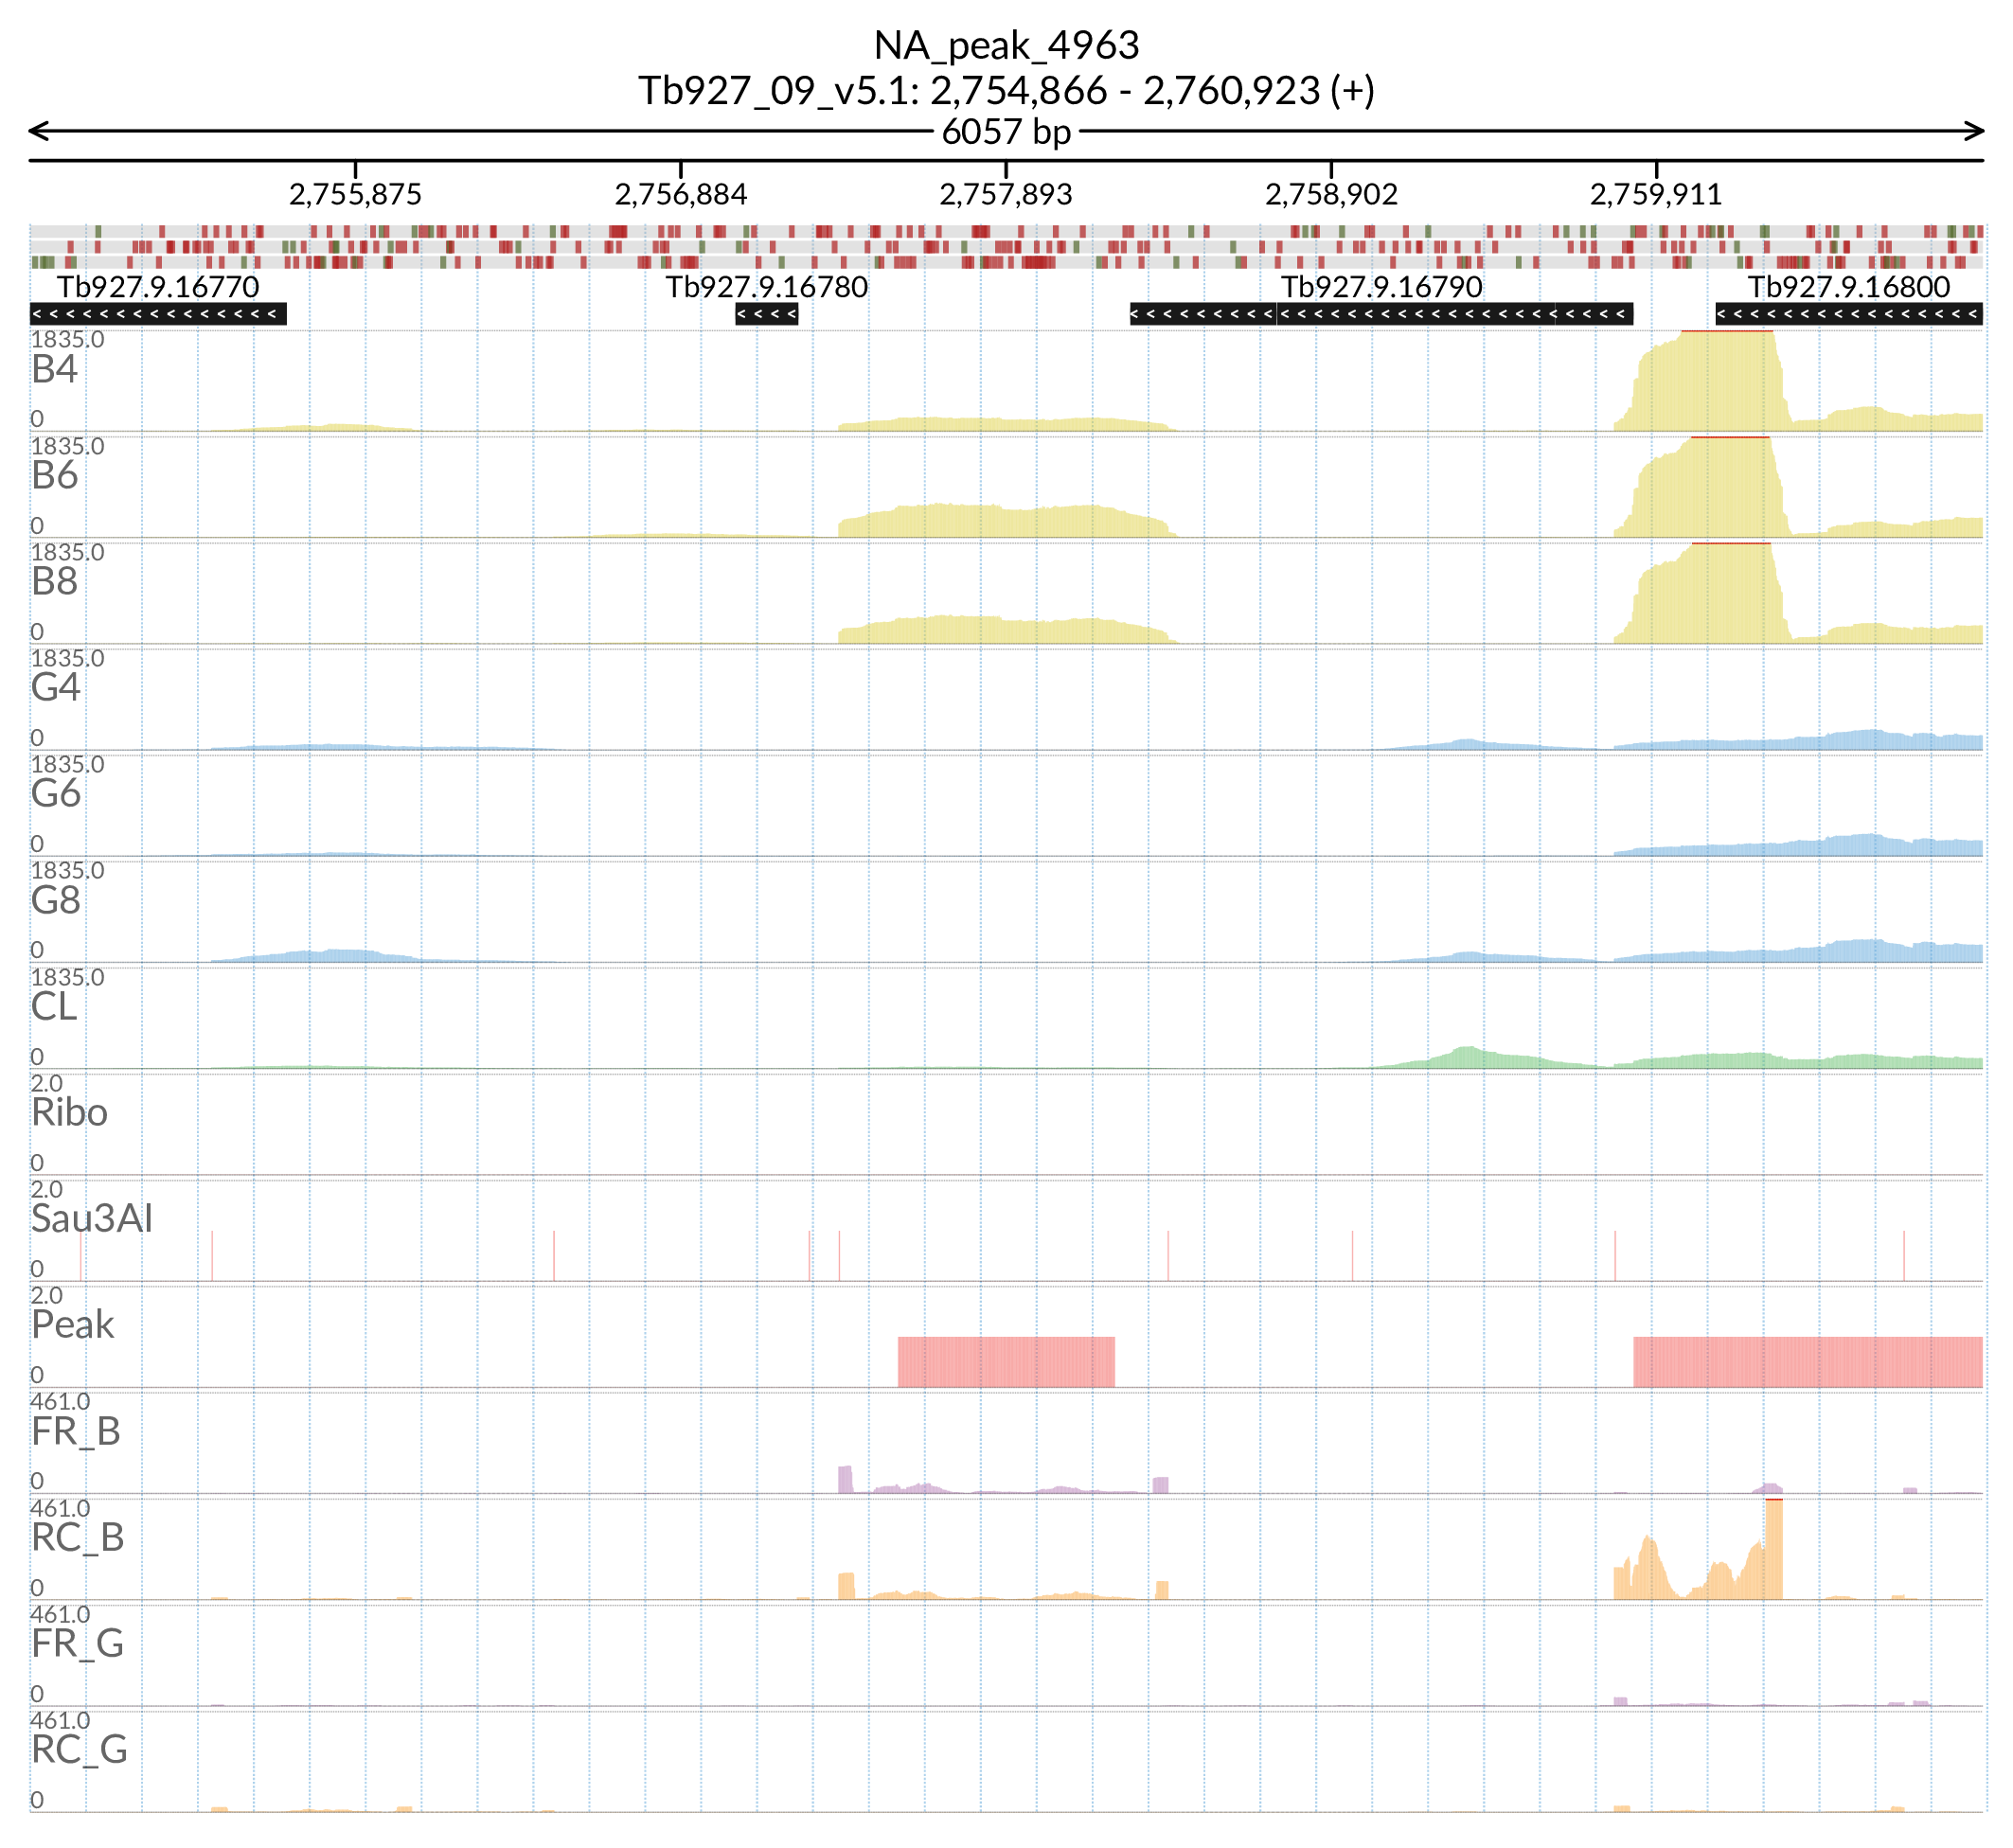 NA_peak_4963
Tb927_09_v5.1: 2,754,866 - 2,760,923 (+)
6057 bp
2,755,875 2,756,884 2,757,893 2,758,902 2,759,911
Tb927.9.16770 Tb927.9.16780 Tb927.9.16790 Tb927.9.16800
1835.0
B4
0
1835.0
B6
0
1835.0
B8
0
1835.0
G4
0
1835.0
G6
0
1835.0
G8
0
1835.0
CL
0
2.0
Ribo
0
2.0
Sau3AI
0
2.0
Peak
0
461.0
FR_B
0
461.0
RC_B
0
461.0
FR_G
0
461.0
RC_G
0